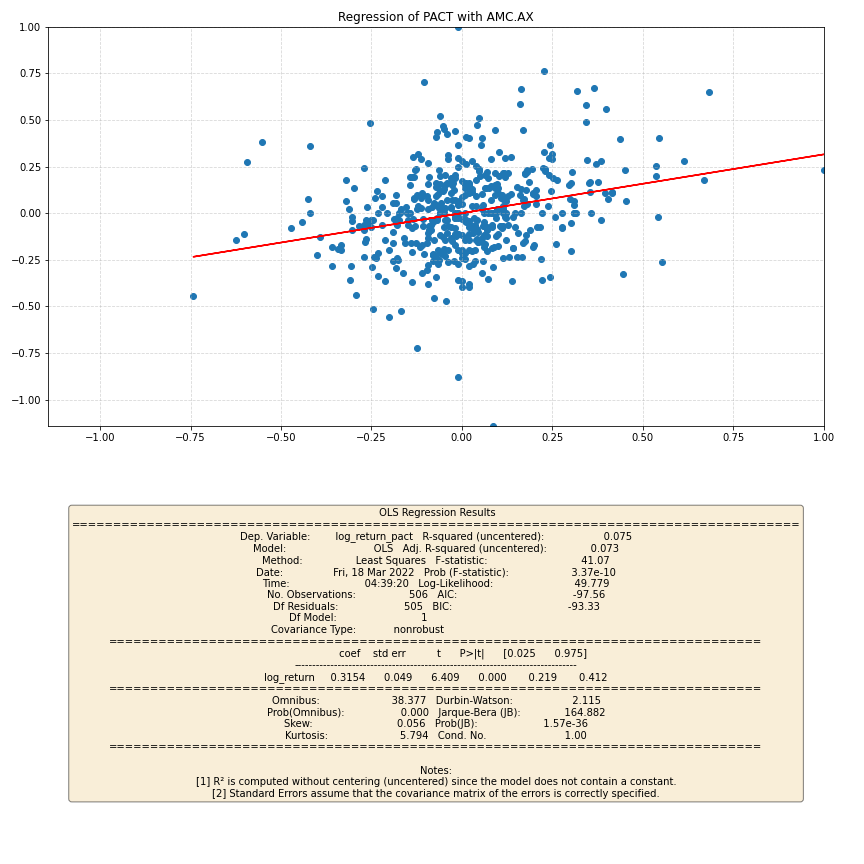 Regression of PACT with AMC.AX
1.00
0.75
0.50
0.25
0.00
−0.25
−0.50
−0.75
−1.00
−1.00 −0.75 −0.50 −0.25 0.00 0.25 0.50 0.75 1.00
OLS Regression Results
==============================================================================
Dep. Variable: log_return_pact R-squared (uncentered): 0.075
Model: OLS Adj. R-squared (uncentered): 0.073
Method: Least Squares F-statistic: 41.07
Date: Fri, 18 Mar 2022 Prob (F-statistic): 3.37e-10
Time: 04:39:20 Log-Likelihood: 49.779
No. Observations: 506 AIC: -97.56
Df Residuals: 505 BIC: -93.33
Df Model: 1
Covariance Type: nonrobust
==============================================================================
coef std err t P>|t| [0.025 0.975]
------------------------------------------------------------------------------
log_return 0.3154 0.049 6.409 0.000 0.219 0.412
==============================================================================
Omnibus: 38.377 Durbin-Watson: 2.115
Prob(Omnibus): 0.000 Jarque-Bera (JB): 164.882
Skew: 0.056 Prob(JB): 1.57e-36
Kurtosis: 5.794 Cond. No. 1.00
==============================================================================
Notes:
[1] R² is computed without centering (uncentered) since the model does not contain a constant.
[2] Standard Errors assume that the covariance matrix of the errors is correctly specified.